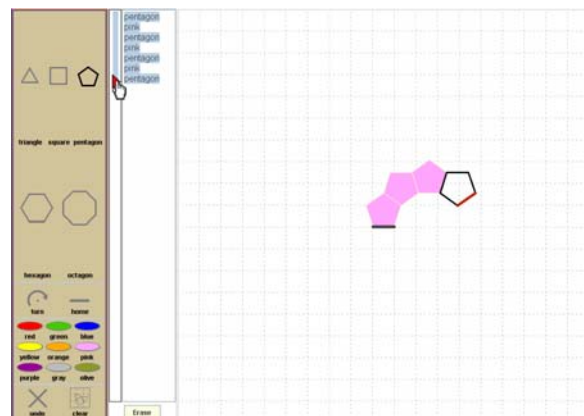 triangle square pentagon
hexagon octagon
turn home
red green blue
yellow orange pink
purple gray olive
undo clear
pentagon
pink
pentagon
pink
pentagon
pink
pentagon
Erase